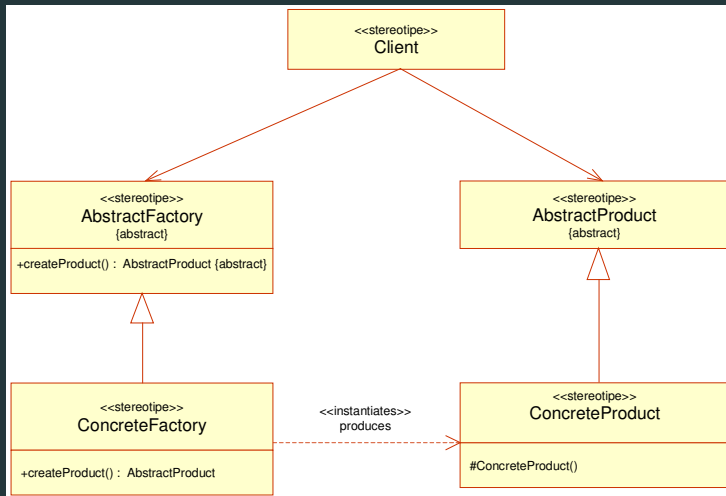 <<stereotipe>>
Client
<<stereotipe>>
AbstractFactory
{abstract}
+createProduct() : AbstractProduct {abstract}
<<stereotipe>>
AbstractProduct
{abstract}
<<stereotipe>>
ConcreteFactory
+createProduct() : AbstractProduct
<<instantiates>>
produces
<<stereotipe>>
ConcreteProduct
#ConcreteProduct()